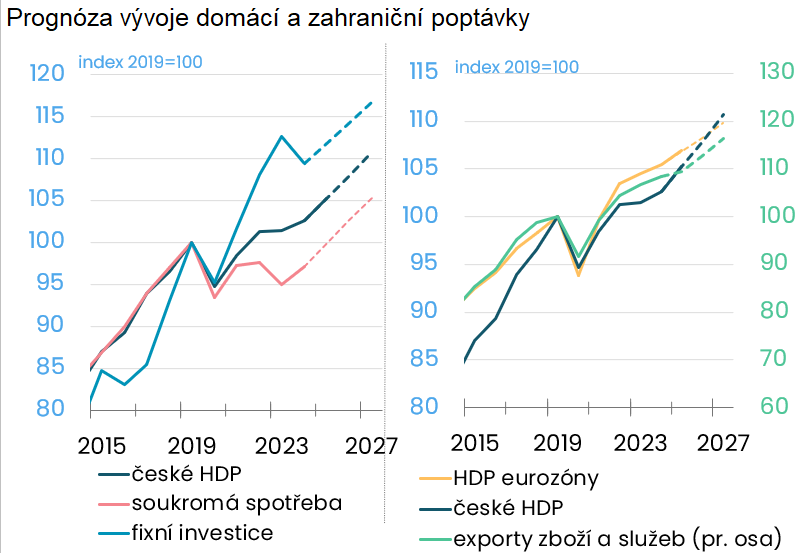 Prognóza vývoje domácí a zahraniční poptávky
index 2019=100
120
115
110
105
100
95
90
85
80
2015 2019 2023 2027
české HDP
soukromá spotřeba
fixní investice
index 2019=100
115
110
105
100
95
90
85
80
130
120
110
100
90
80
70
60
2015 2019 2023 2027
HDP eurozóny
české HDP
exporty zboží a služeb (pr. osa)